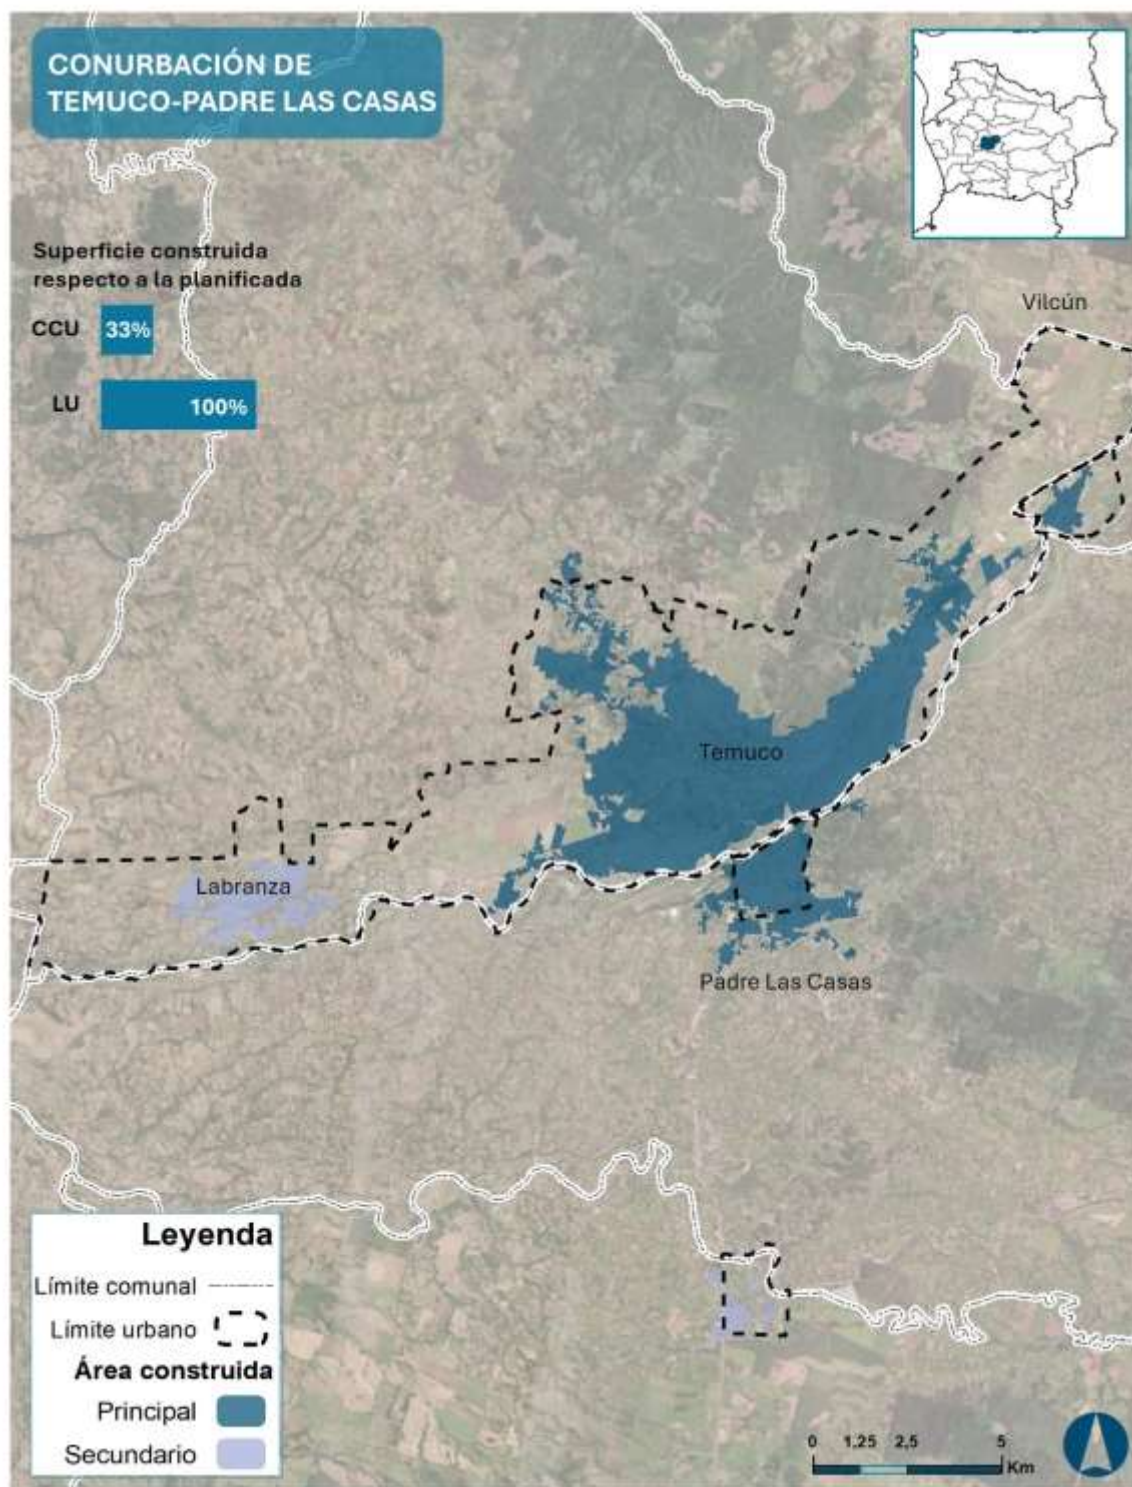 CONURBACIÓN DE
TEMUCO-PADRE LAS CASAS
Superficie construida
respecto a la planificada
CCU 33%
LU 100%
Vilcún
Temuco
Labranza
Padre Las Casas
Leyenda
Límite comunal
Límite urbano
Área construida
Principal
Secundario
0 1,25 2,5 5
Km